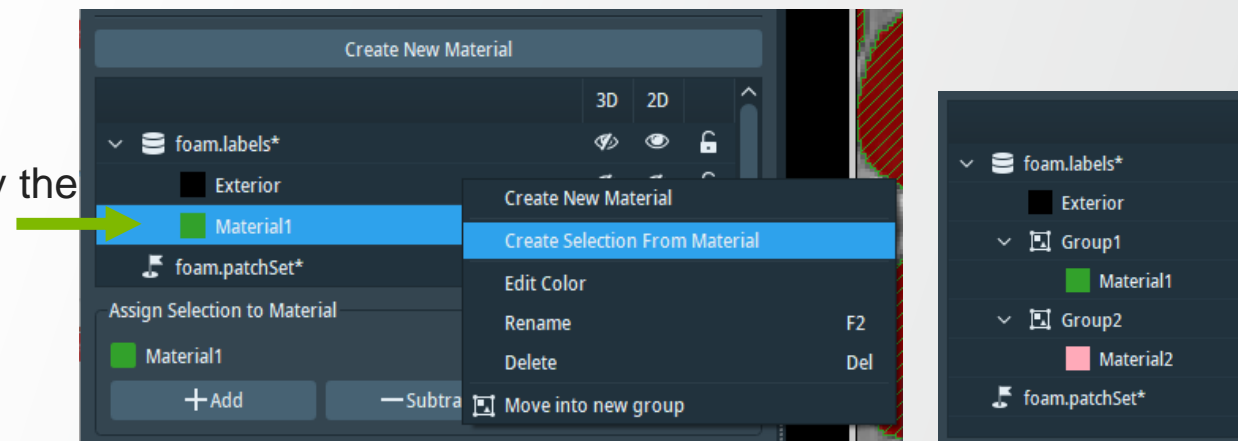 y the
Create New Material
3D 2D
foam.labels*
Exterior
Material1
foam.patchSet*
Assign Selection to Material
Material1
Add
Subtra
Create New Material
Create Selection From Material
Edit Color
Rename F2
Delete Del
Move into new group
foam.labels*
Exterior
Group1
Material1
Group2
Material2
foam.patchSet*